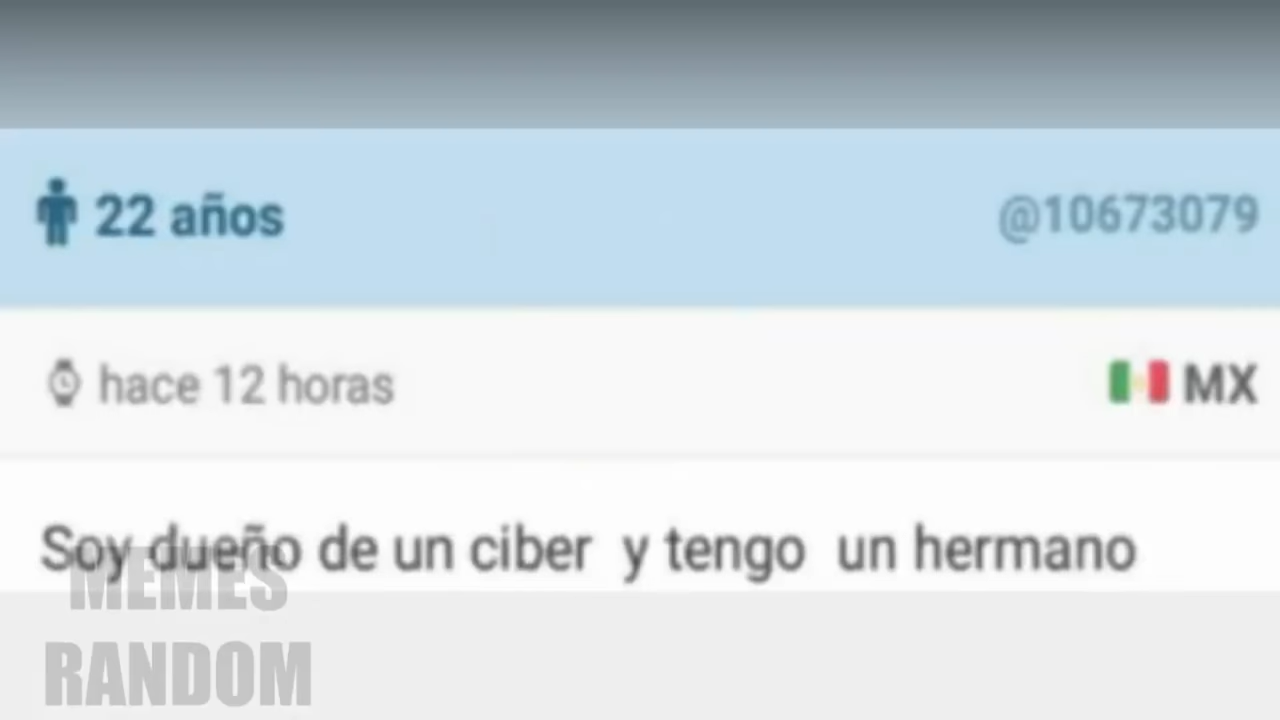 22 años @10673079
hace 12 horas MX
Soy dueño de un ciber y tengo un hermano
MEMES
RANDOM